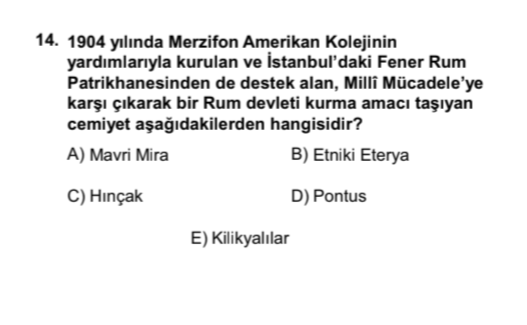 14. 1904 yılında Merzifon Amerikan Kolejinin
yardımlarıyla kurulan ve İstanbul'daki Fener Rum
Patrikhanesinden de destek alan, Millî Mücadele'ye
karşı çıkarak bir Rum devleti kurma amacı taşıyan
cemiyet aşağıdakilerden hangisidir?
A) Mavri Mira B) Etniki Eterya
C) Hınçak D) Pontus
E) Kilikyalılar